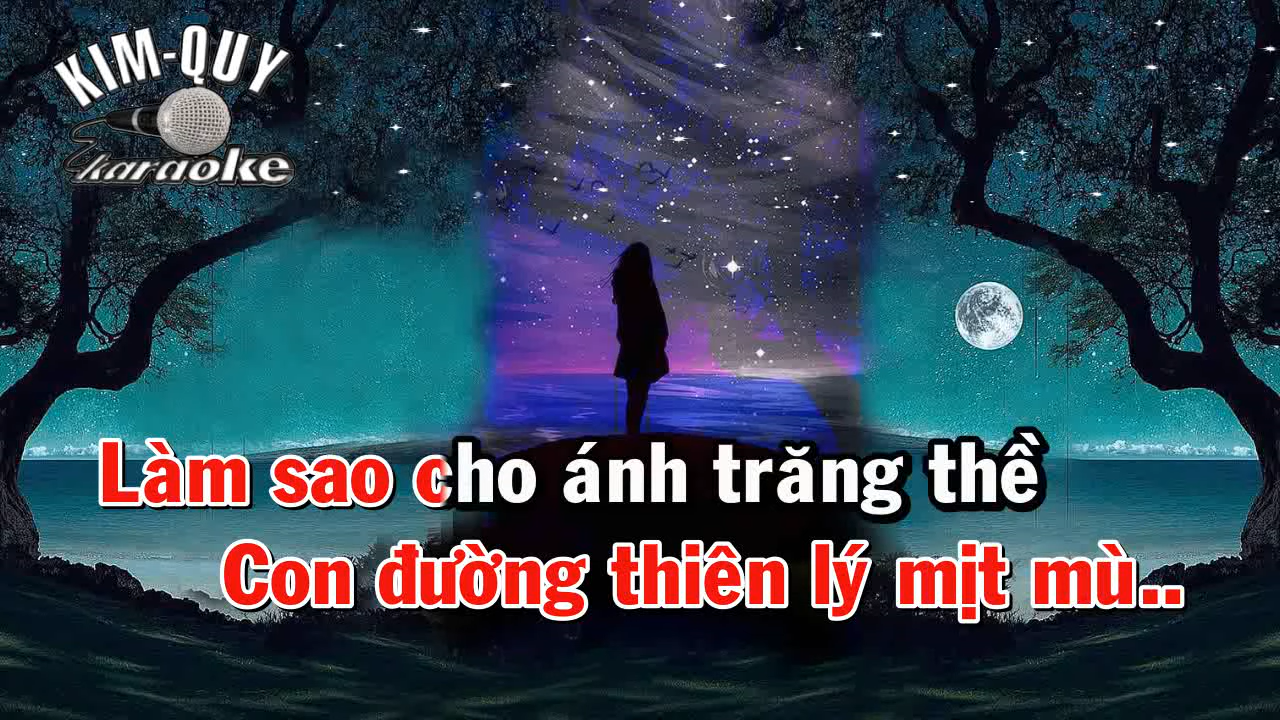 KIM-QUY
karaoke
Làm sao cho ánh trăng thề
Con đường thiên lý mịt mù..